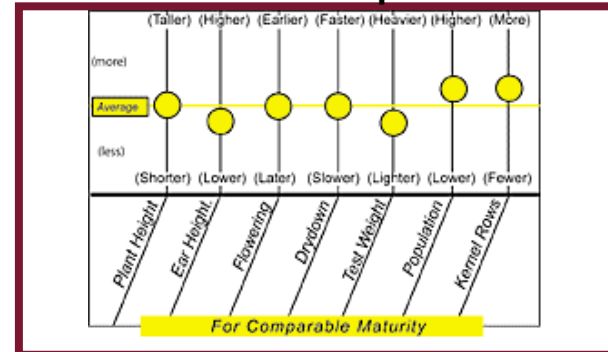 (Taller) (Higher) (Earlier) (Faster) (Heavier) (Higher) (More)
(more)
Average
(less)
(Shorter) (Lower) (Later) (Slower) (Lighter) (Lower) (Fewer)
Plant Height
Ear Height.
Flowering
Drydown
Test Weight
Population
Kernel Rows
For Comparable Maturity